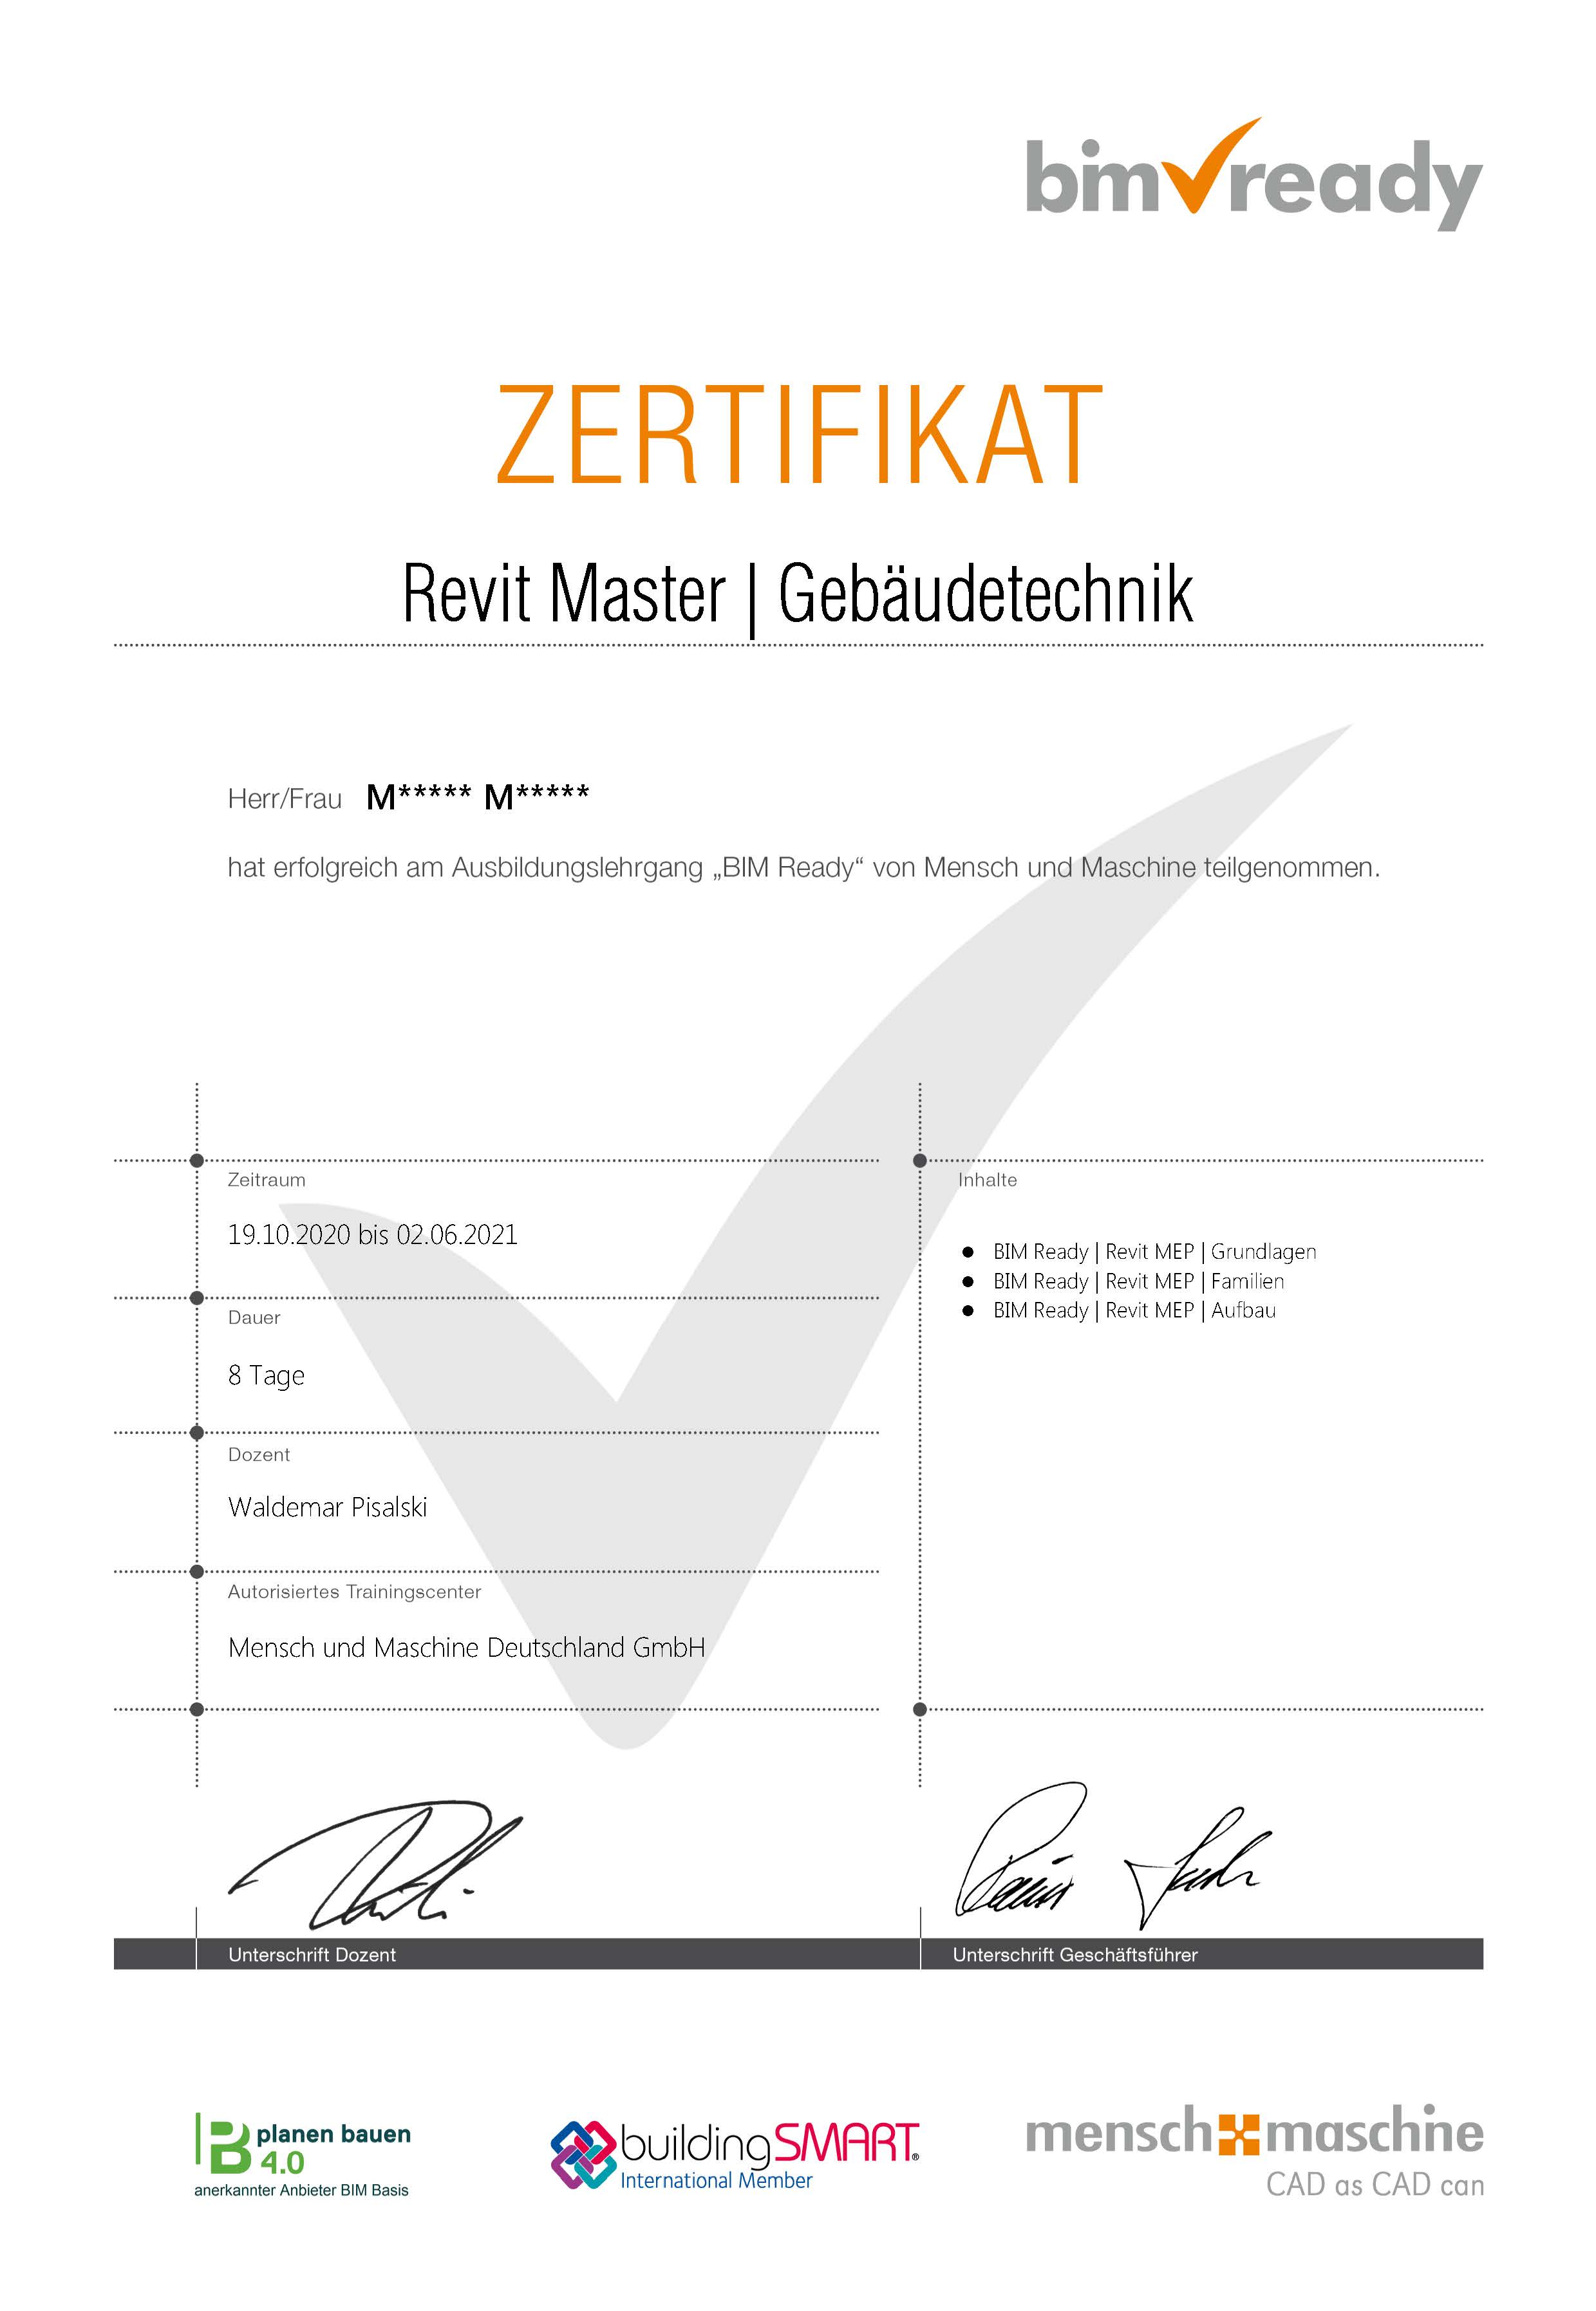 bim ready
ZERTIFIKAT
Revit Master | Gebäudetechnik
Herr/Frau M***** M*****
hat erfolgreich am Ausbildungslehrgang „BIM Ready“ von Mensch und Maschine teilgenommen.
Zeitraum
19.10.2020 bis 02.06.2021
Dauer
8 Tage
Dozent
Waldemar Pisalski
Autorisiertes Trainingscenter
Mensch und Maschine Deutschland GmbH
Inhalte
● BIM Ready | Revit MEP | Grundlagen
● BIM Ready | Revit MEP | Familien
● BIM Ready | Revit MEP | Aufbau
Unterschrift Dozent
Unterschrift Geschäftsführer
B planen bauen
4.0
anerkannter Anbieter BIM Basis
buildingSMART®
International Member
mensch maschine
CAD as CAD can